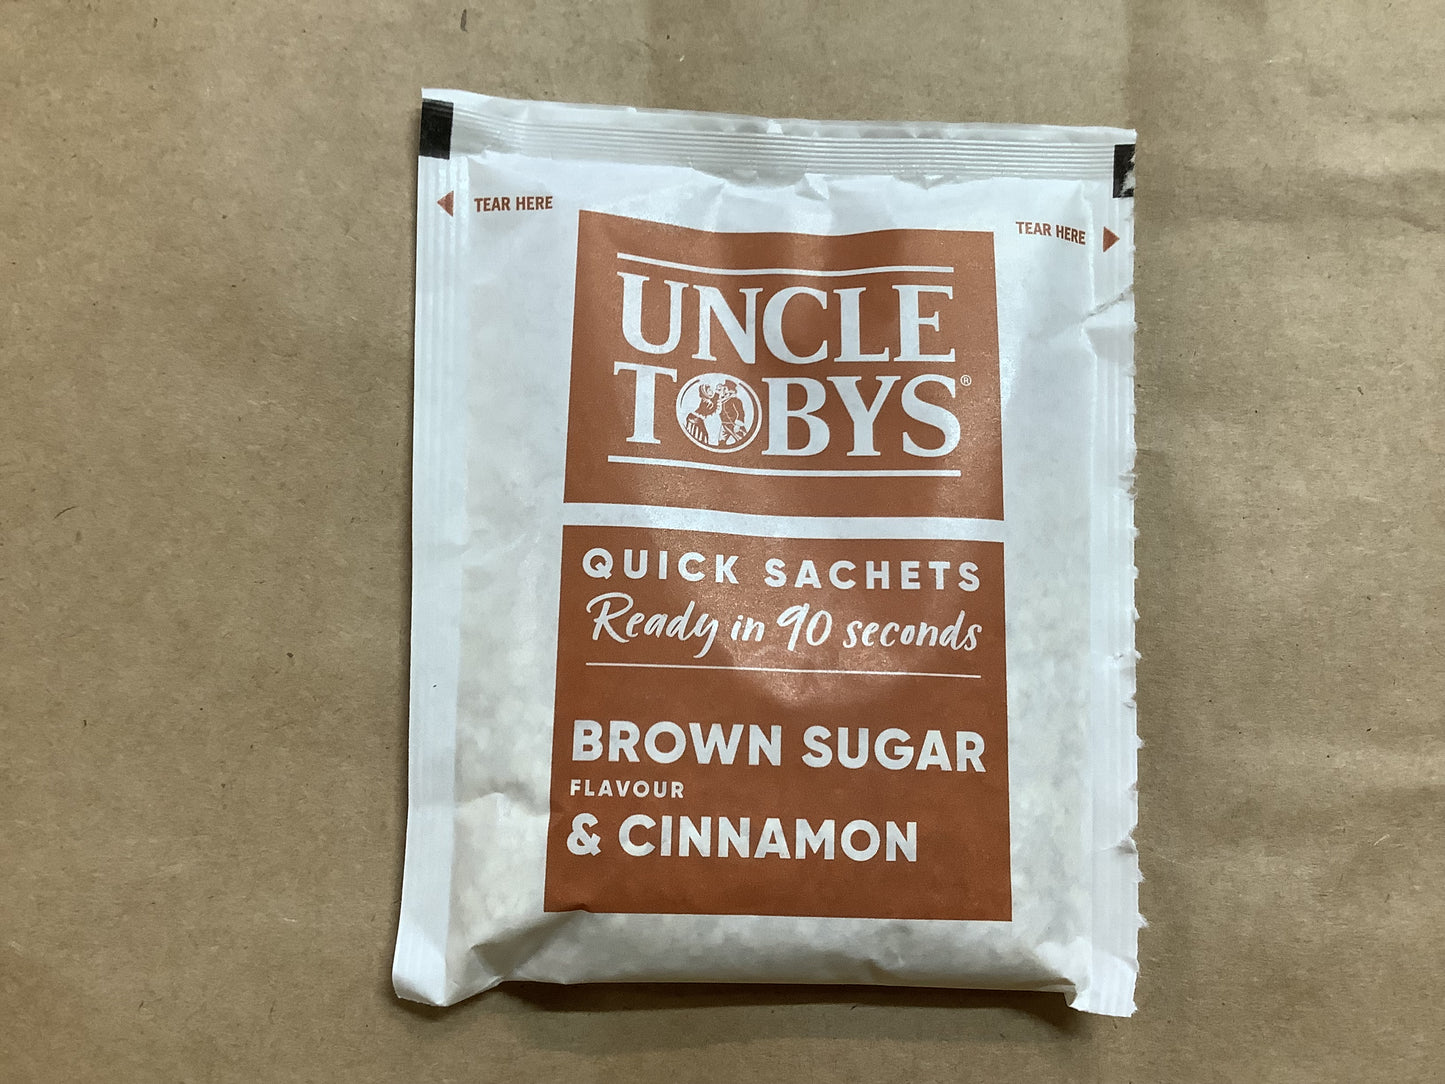 TEAR HERE
TEAR HERE
UNCLE
TOBYS®
QUICK SACHETS
Ready in 90 seconds
BROWN SUGAR
FLAVOUR
& CINNAMON